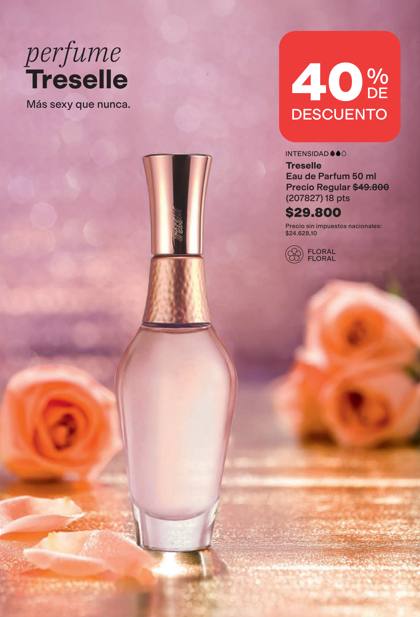 perfume
Treselle
Más sexy que nunca.
40%
DE
DESCUENTO
INTENSIDAD
Treselle
Eau de Parfum 50 ml
Precio Regular $49.800
(207827) 18 pts
$29.800
Precio sin impuestos nacionales:
$24.628,10
FLORAL
FLORAL